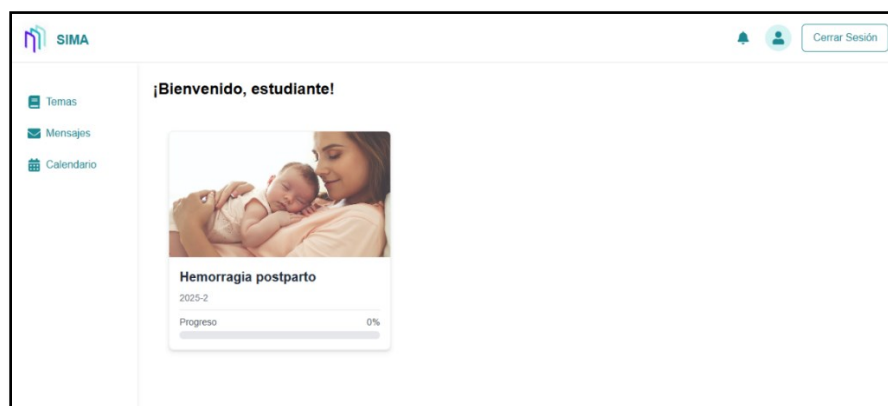 SIMA
Cerrar Sesión
Temas
Mensajes
Calendario
¡Bienvenido, estudiante!
Hemorragia postparto
2025-2
Progreso 0%